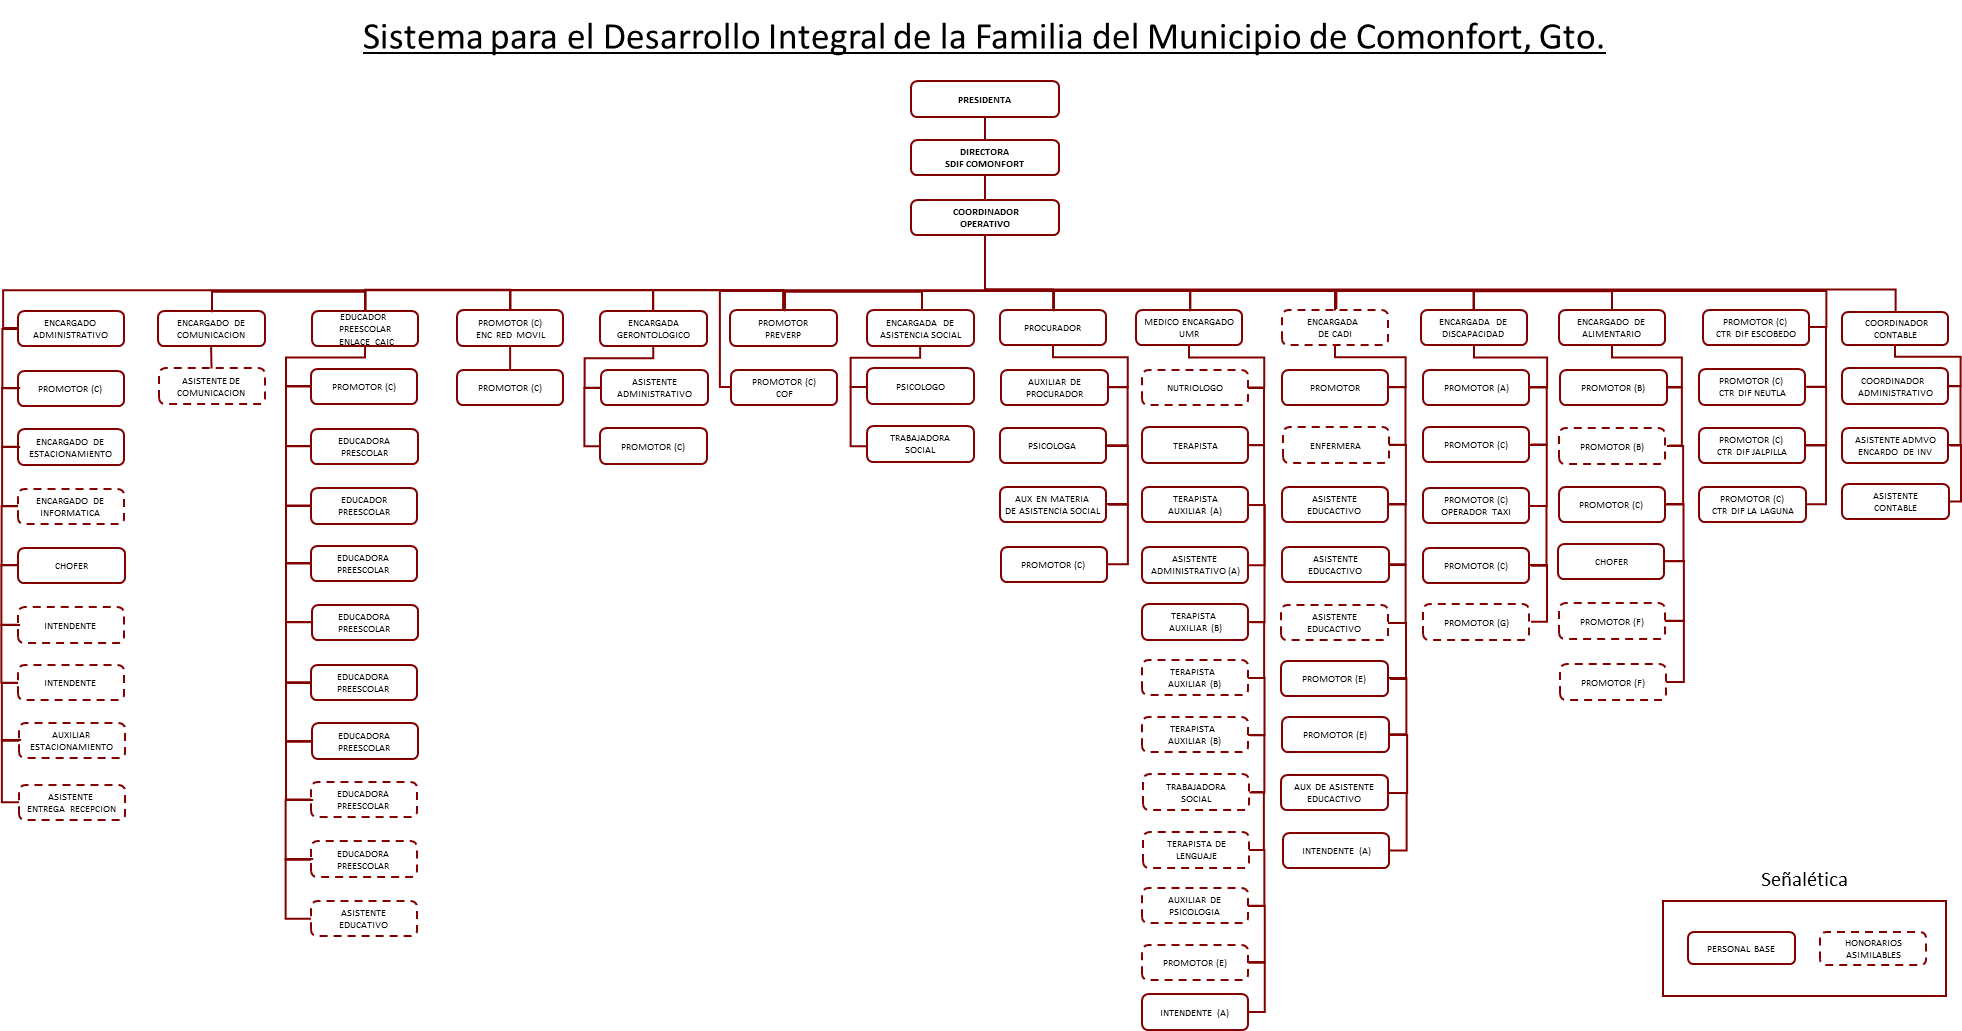 Sistema para el Desarrollo Integral de la Familia del Municipio de Comonfort, Gto.
PRESIDENTA
DIRECTORA
SDIF COMONFORT
COORDINADOR
OPERATIVO
ENCARGADO
ADMINISTRATIVO
PROMOTOR (C)
ENCARGADO DE
ESTACIONAMIENTO
ENCARGADO DE
INFORMATICA
CHOFER
INTENDENTE
INTENDENTE
AUXILIAR
ESTACIONAMIENTO
ASISTENTE
ENTREGA RECEPCION
ENCARGADO DE
COMUNICACION
ASISTENTE DE
COMUNICACION
EDUCADOR
PREESCOLAR
ENLACE CAIC
PROMOTOR (C)
EDUCADORA
PRESCOLAR
EDUCADOR
PREESCOLAR
EDUCADORA
PREESCOLAR
EDUCADORA
PREESCOLAR
EDUCADORA
PREESCOLAR
EDUCADORA
PREESCOLAR
EDUCADORA
PREESCOLAR
EDUCADORA
PREESCOLAR
ASISTENTE
EDUCATIVO
PROMOTOR (C)
ENC RED MOVIL
PROMOTOR (C)
ENCARGADA
GERONTOLOGICO
ASISTENTE
ADMINISTRATIVO
PROMOTOR (C)
PROMOTOR
PREVERP
PROMOTOR (C)
COF
ENCARGADA DE
ASISTENCIA SOCIAL
PSICOLOGO
TRABAJADORA
SOCIAL
PROCURADOR
AUXILIAR DE
PROCURADOR
PSICOLOGA
AUX EN MATERIA
DE ASISTENCIA SOCIAL
PROMOTOR (C)
MEDICO ENCARGADO
UMR
NUTRIOLOGO
TERAPISTA
TERAPISTA
AUXILIAR (A)
ASISTENTE
ADMINISTRATIVO (A)
TERAPISTA
AUXILIAR (B)
TERAPISTA
AUXILIAR (B)
TERAPISTA
AUXILIAR (B)
TRABAJADORA
SOCIAL
TERAPISTA DE
LENGUAJE
AUXILIAR DE
PSICOLOGIA
PROMOTOR (E)
INTENDENTE (A)
ENCARGADA
DE CADI
PROMOTOR
ENFERMERA
ASISTENTE
EDUCACTIVO
ASISTENTE
EDUCACTIVO
ASISTENTE
EDUCACTIVO
PROMOTOR (E)
PROMOTOR (E)
AUX DE ASISTENTE
EDUCACTIVO
INTENDENTE (A)
ENCARGADA DE
DISCAPACIDAD
PROMOTOR (A)
PROMOTOR (C)
PROMOTOR (C)
OPERADOR TAXI
PROMOTOR (C)
PROMOTOR (G)
ENCARGADO DE
ALIMENTARIO
PROMOTOR (B)
PROMOTOR (B)
PROMOTOR (C)
CHOFER
PROMOTOR (F)
PROMOTOR (F)
PROMOTOR (C)
CTR DIF ESCOBEDO
PROMOTOR (C)
CTR DIF NEUTLA
PROMOTOR (C)
CTR DIF JALPILLA
PROMOTOR (C)
CTR DIF LA LAGUNA
COORDINADOR
CONTABLE
COORDINADOR
ADMINISTRATIVO
ASISTENTE ADMVO
ENCARDO DE INV
ASISTENTE
CONTABLE
Señalética
PERSONAL BASE
HONORARIOS
ASIMILABLES